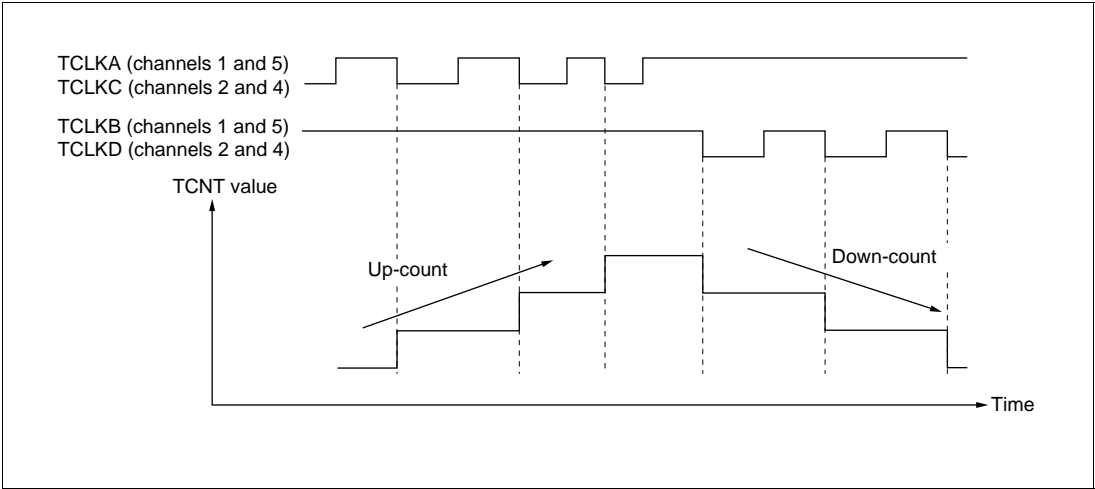 TCLKA (channels 1 and 5)
TCLKC (channels 2 and 4)
TCLKB (channels 1 and 5)
TCLKD (channels 2 and 4)
TCNT value
Up-count
Down-count
Time